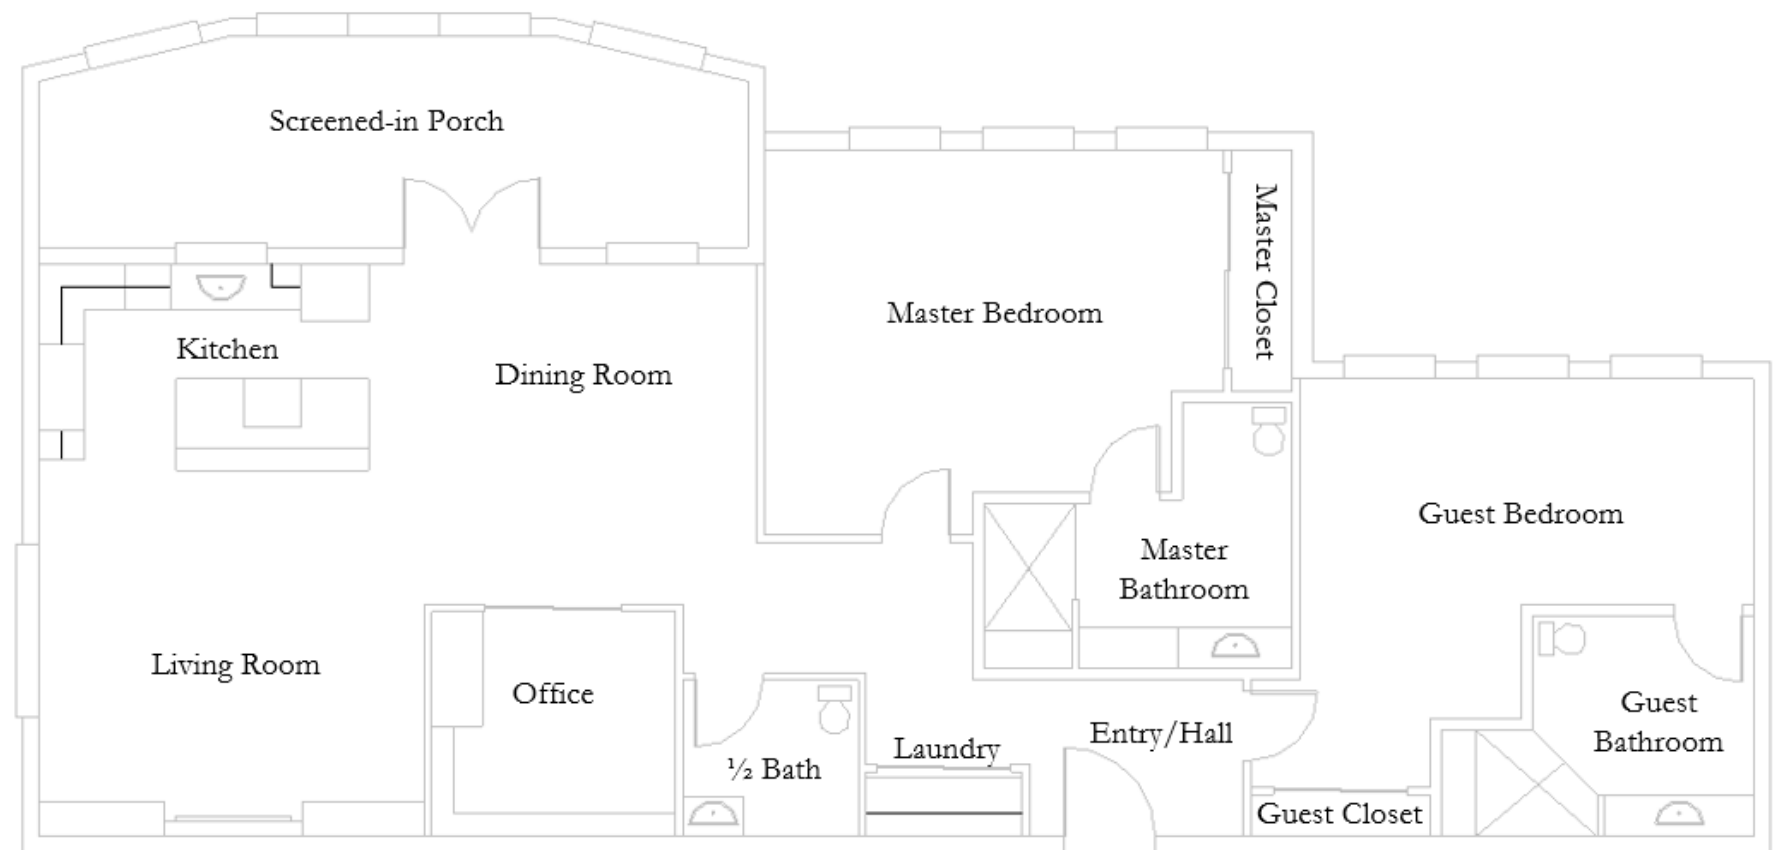 Screened-in Porch
Master Closet
Master Bedroom
Kitchen
Dining Room
Guest Bedroom
Master
Bathroom
Living Room
Office
Guest
Bathroom
Entry/Hall
Laundry
½ Bath
Guest Closet